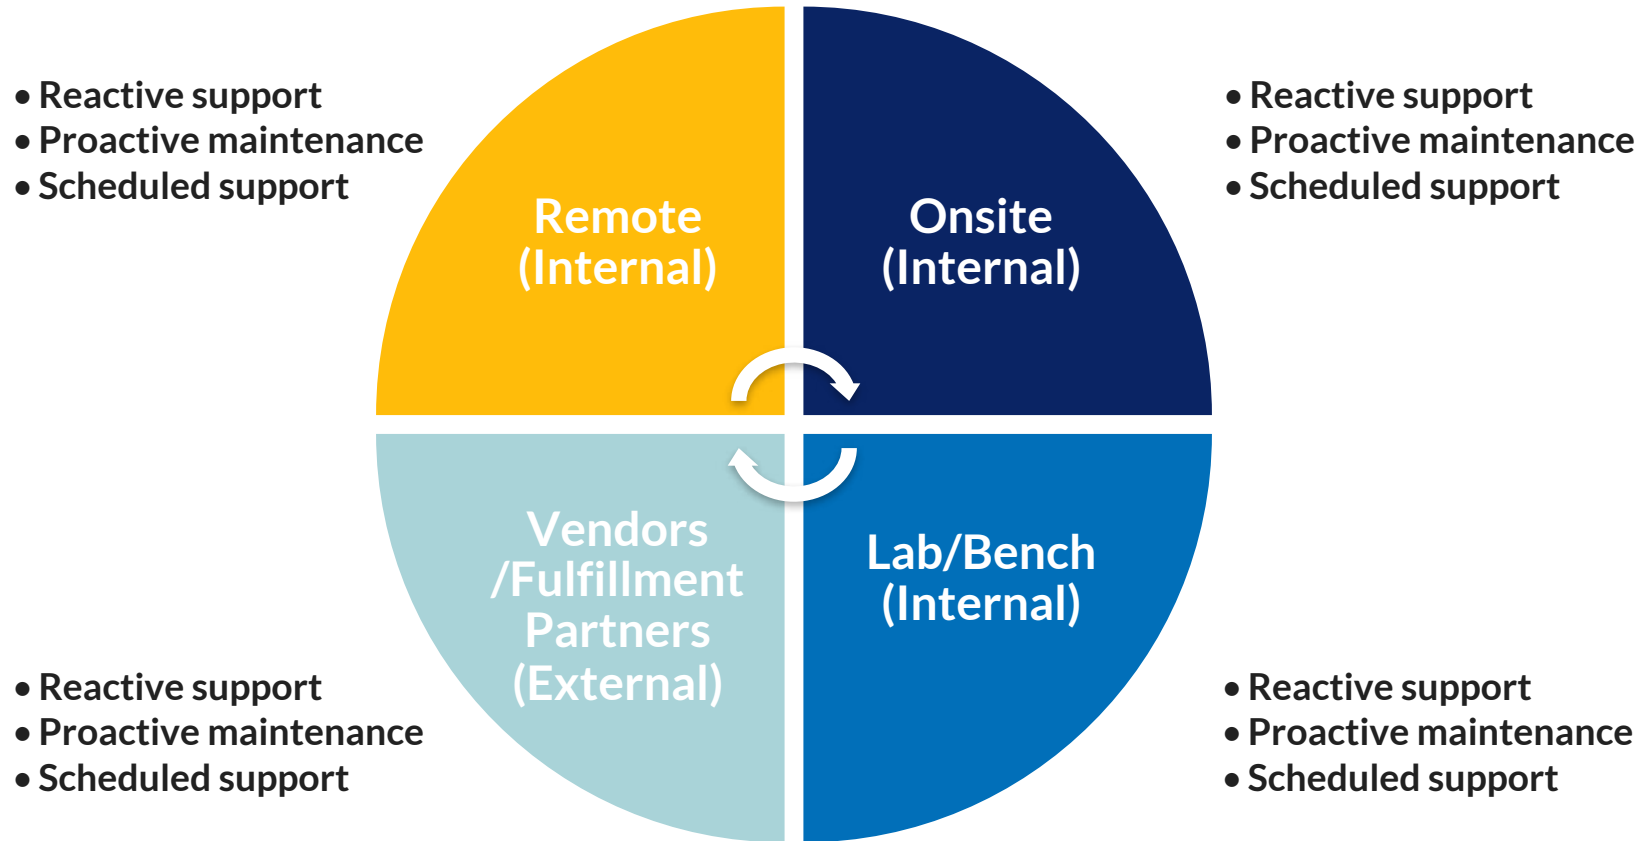 • Reactive support
• Proactive maintenance
• Scheduled support
Remote
(Internal)
Onsite
(Internal)
• Reactive support
• Proactive maintenance
• Scheduled support
Vendors
/Fulfillment
Partners
(External)
• Reactive support
• Proactive maintenance
• Scheduled support
Lab/Bench
(Internal)
• Reactive support
• Proactive maintenance
• Scheduled support